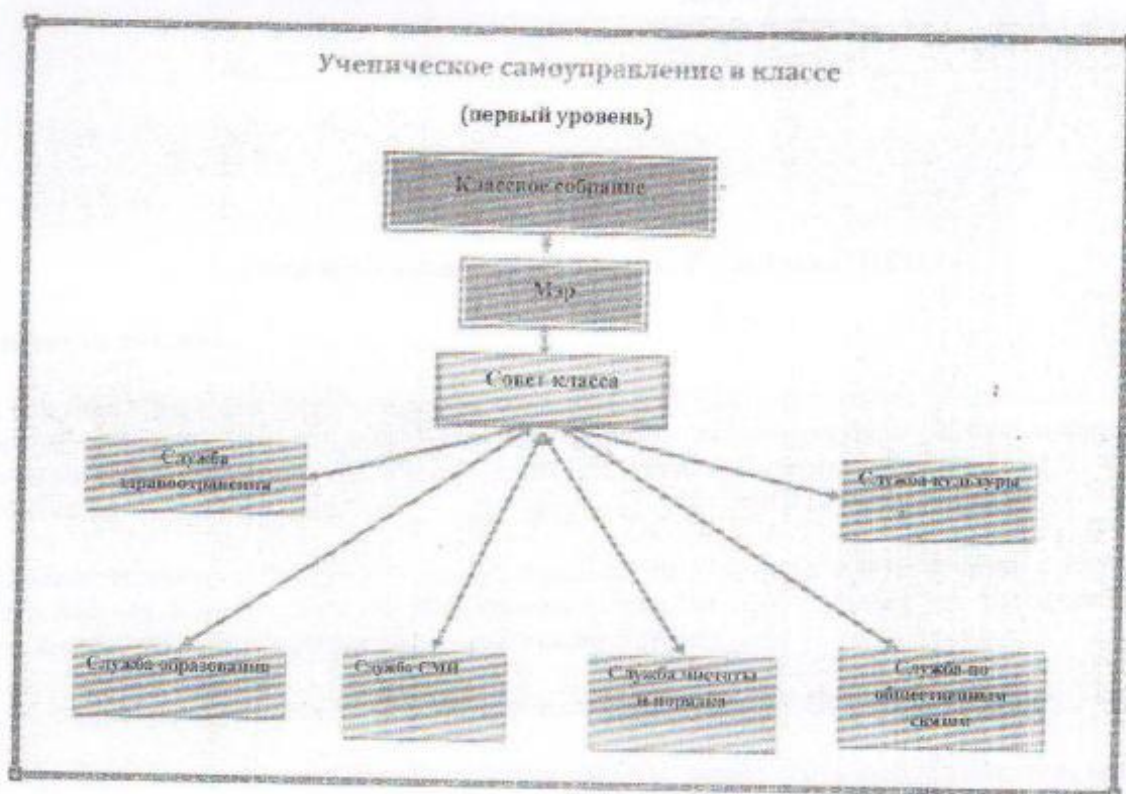 Ученическое самоуправление в классе
(первый уровень)
Классное собрание
Мэр
Совет класса
Служба
здравоохранения
Служба культуры
Служба образования
Служба СМИ
Служба чистоты
и порядка
Служба по
общественным
связям